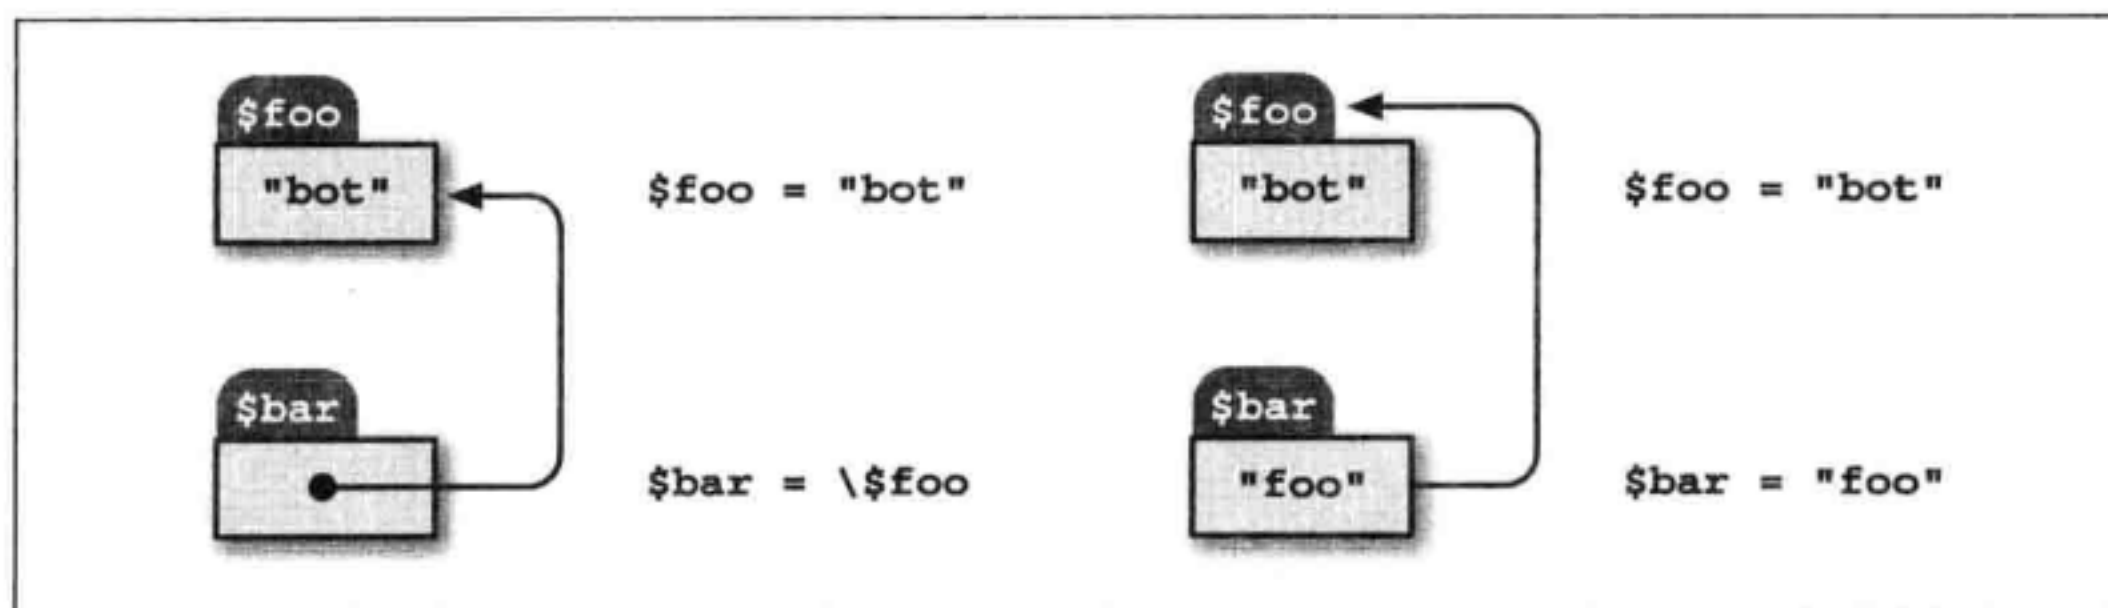 $foo
"bot"
$foo = "bot"
$bar
$bar = \$foo
$foo
"bot"
$foo = "bot"
$bar
"foo"
$bar = "foo"